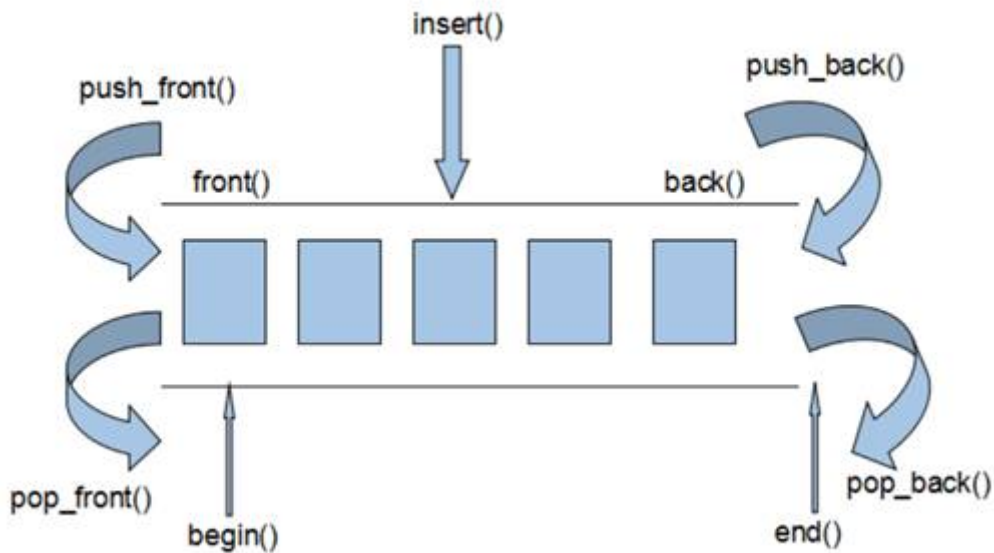 insert()
push_front()
push_back()
front()
back()
pop_front()
pop_back()
begin()
end()